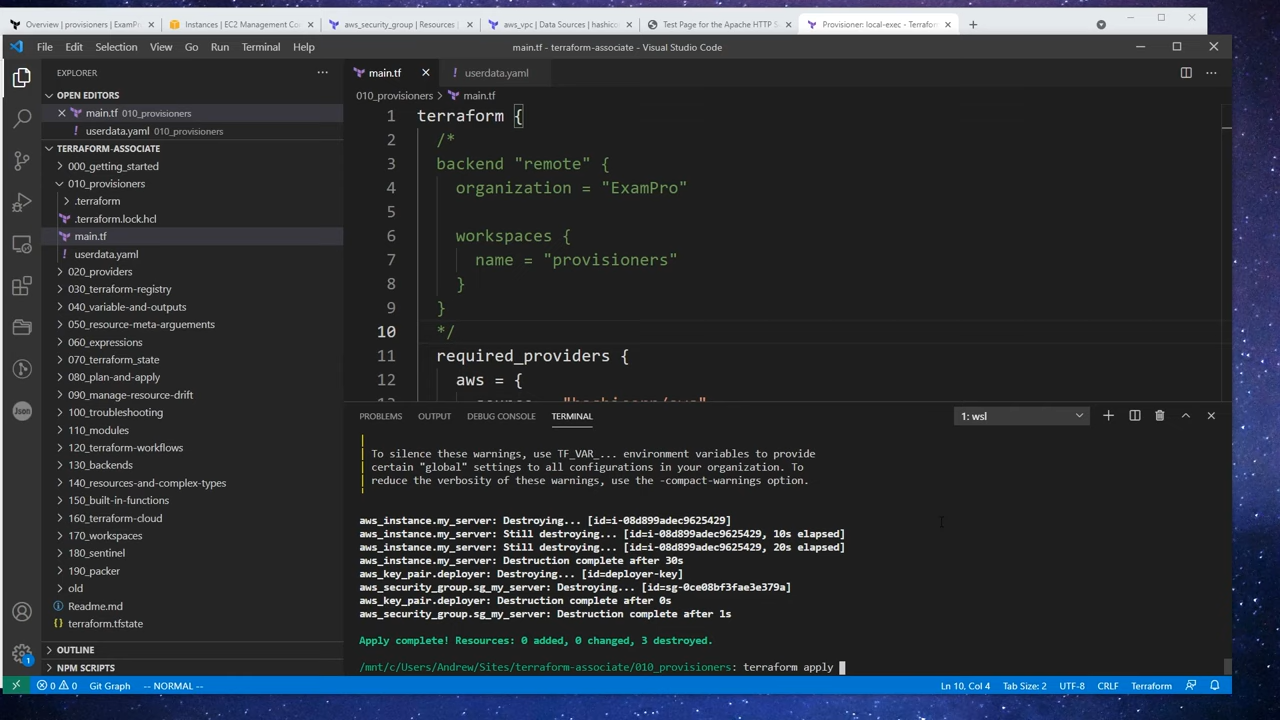 Overview | providers | ExamPro
Instances | EC2 Management Co
aws_security_group | Resources |
aws_vpc | Data Sources | hashico
Test Page for the Apache HTTP S
Provisioner: local-exec - Terrafor
File Edit Selection View Go Run Terminal Help
main.tf - terraform-associate - Visual Studio Code
EXPLORER
OPEN EDITORS
main.tf 010_provisioners
userdata.yaml 010_provisioners
TERRAFORM-ASSOCIATE
000_getting_started
010_provisioners
.terraform
.terraform.lock.hcl
main.tf
userdata.yaml
020_providers
030_terraform-registry
040_variable-and-outputs
050_resource-meta-arguements
060_expressions
070_terraform_state
080_plan-and-apply
090_manage-resource-drift
100_troubleshooting
110_modules
120_terraform-workflows
130_backends
140_resources-and-complex-types
150_built-in-functions
160_terraform-cloud
170_workspaces
180_sentinel
190_packer
old
Readme.md
terraform.tfstate
OUTLINE
NPM SCRIPTS
main.tf
userdata.yaml
010_provisioners > main.tf
1 terraform {
2 /*
3 backend "remote" {
4 organization = "ExamPro"
5
6 workspaces {
7 name = "provisioners"
8 }
9 }
10 */
11 required_providers {
12 aws = {
PROBLEMS OUTPUT DEBUG CONSOLE TERMINAL
1: wsl
To silence these warnings, use TF_VAR_... environment variables to provide
certain "global" settings to all configurations in your organization. To
reduce the verbosity of these warnings, use the -compact-warnings option.
aws_instance.my_server: Destroying... [id=i-08d899adec9625429]
aws_instance.my_server: Still destroying... [id=i-08d899adec9625429, 10s elapsed]
aws_instance.my_server: Still destroying... [id=i-08d899adec9625429, 20s elapsed]
aws_instance.my_server: Destruction complete after 30s
aws_key_pair.deployer: Destroying... [id=deployer-key]
aws_security_group.sg_my_server: Destroying... [id=sg-0ce08bf3fae3e379a]
aws_key_pair.deployer: Destruction complete after 0s
aws_security_group.sg_my_server: Destruction complete after 1s
Apply complete! Resources: 0 added, 0 changed, 3 destroyed.
/mnt/c/Users/Andrew/Sites/terraform-associate/010_provisioners: terraform apply
Juon
1
0 0 Git Graph -- NORMAL --
Ln 10, Col 4 Tab Size: 2 UTF-8 CRLF Terraform